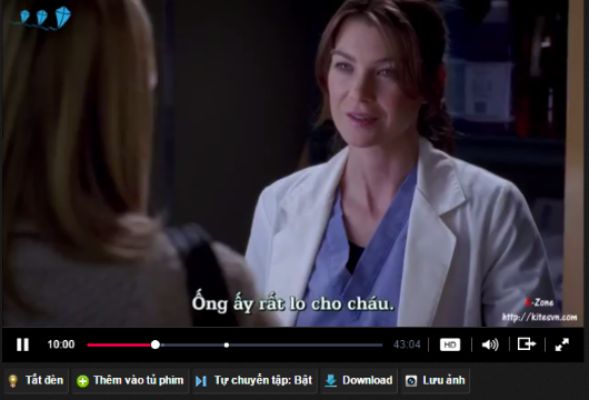 Ống ấy rất lo cho cháu.
-Zone
http://kitesvn.com
10:00
43:04
HD
Tắt đèn
Thêm vào tủ phim
Tự chuyển tập: Bật
Download
Lưu ảnh